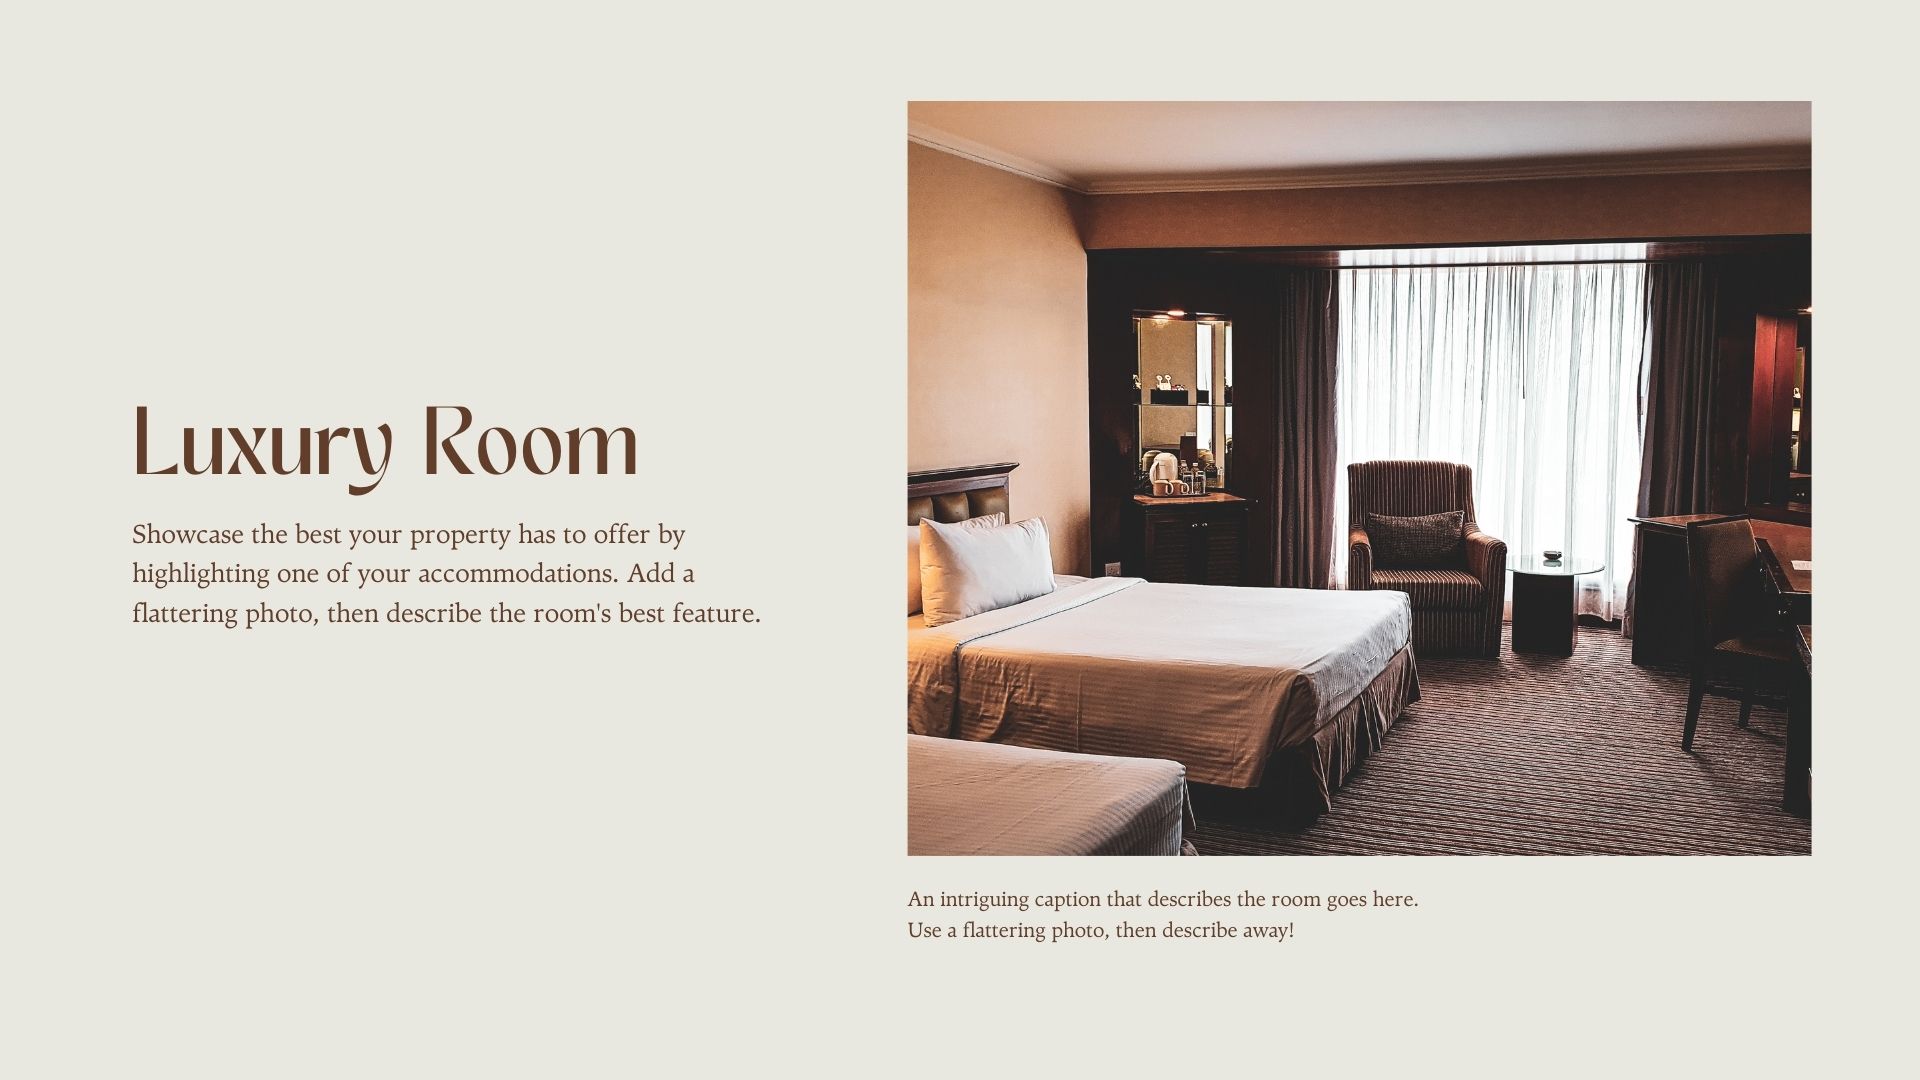 Luxury Room
Showcase the best your property has to offer by
highlighting one of your accommodations. Add a
flattering photo, then describe the room's best feature.
An intriguing caption that describes the room goes here.
Use a flattering photo, then describe away!